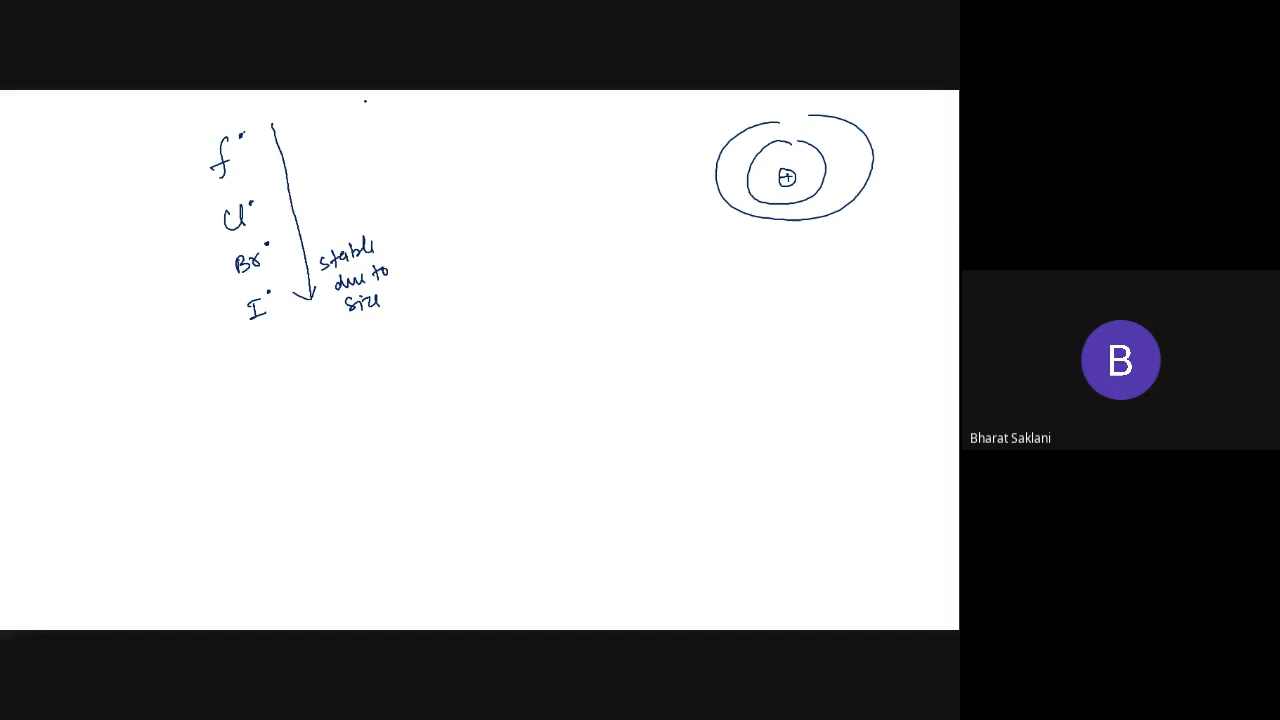 f•
Cl•
Br•
I•
stable
due to
size
+
B
Bharat Saklani